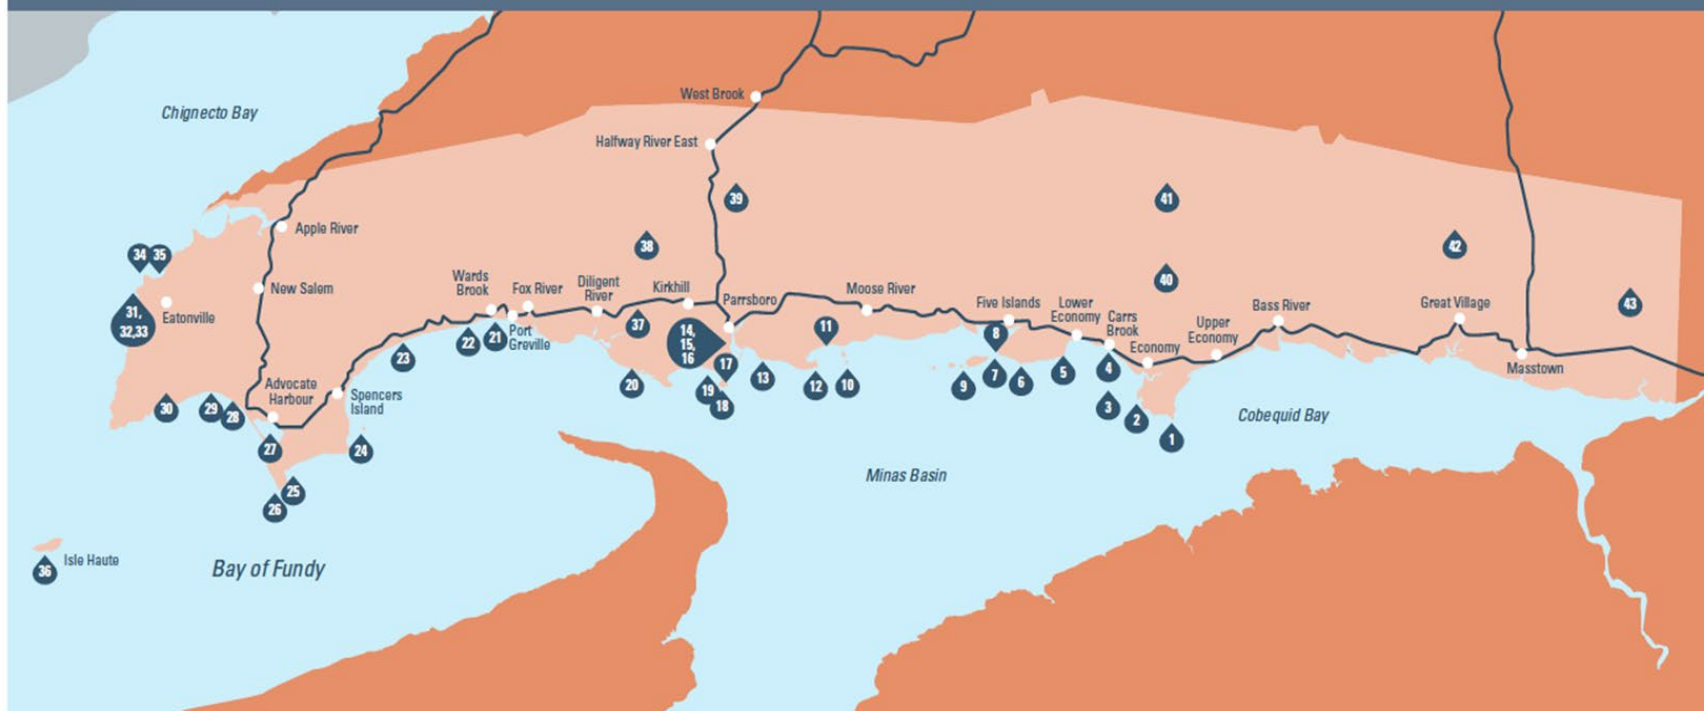 Chignecto Bay
West Brook
Halfway River East
39
41
Apple River
38
42
34
35
40
New Salem
Wards
Brook
Fox River
Diligent
River
Kirkhill
Parrsboro
Moose River
Five Islands
Lower
Economy
Carrs
Brook
Upper
Economy
Bass River
Great Village
43
31,
32,33
Eatonville
22
21
Port
Greville
37
14,
15,
16
11
8
Economy
Masstown
23
17
13
12
10
9
7
6
5
4
20
19
18
3
2
1
Cobequid Bay
Advocate
Harbour
Spencers
Island
30
29
28
27
24
25
26
Minas Basin
Isle Haute
36
Bay of Fundy